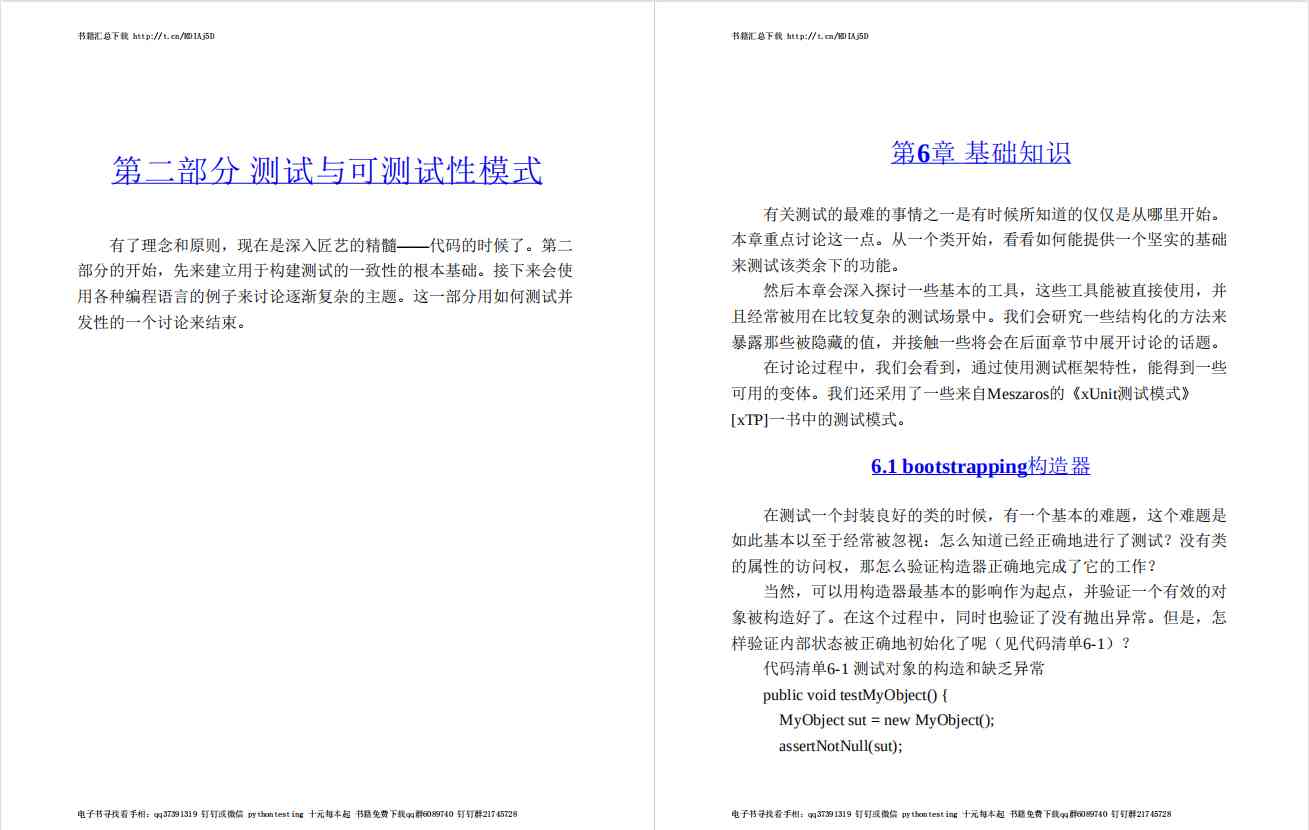 书籍汇总下载 http://t.cn/RDIAj5D
第二部分 测试与可测试性模式
有了理念和原则，现在是深入匠艺的精髓——代码的时候了。第二
部分的开始，先来建立用于构建测试的一致性的根本基础。接下来会使
用各种编程语言的例子来讨论逐渐复杂的主题。这一部分用如何测试并
发性的一个讨论来结束。
电子书寻找看手相：qq37391319 钉钉或微信 pythontesting 十元每本起 书籍免费下载qq群6089740 钉钉群21745728
书籍汇总下载 http://t.cn/RDIAj5D
第6章 基础知识
有关测试的最难的事情之一是有时候所知道的仅仅是从哪里开始。
本章重点讨论这一点。从一个类开始，看看如何能提供一个坚实的基础
来测试该类余下的功能。
然后本章会深入探讨一些基本的工具，这些工具能被直接使用，并
且经常被用在比较复杂的测试场景中。我们会研究一些结构化的方法来
暴露那些被隐藏的值，并接触一些将会在后面章节中展开讨论的话题。
在讨论过程中，我们会看到，通过使用测试框架特性，能得到一些
可用的变体。我们还采用了一些来自Meszaros的《xUnit测试模式》
[xTP]一书中的测试模式。
6.1 bootstrapping构造器
在测试一个封装良好的类的时候，有一个基本的难题，这个难题是
如此基本以至于经常被忽视：怎么知道已经正确地进行了测试？没有类
的属性的访问权，那怎么验证构造器正确地完成了它的工作？
当然，可以用构造器最基本的影响作为起点，并验证一个有效的对
象被构造好了。在这个过程中，同时也验证了没有抛出异常。但是，怎
样验证内部状态被正确地初始化了呢（见代码清单6-1）？
代码清单6-1 测试对象的构造和缺乏异常
public void testMyObject() {
MyObject sut = new MyObject();
assertNotNull(sut);
电子书寻找看手相：qq37391319 钉钉或微信 pythontesting 十元每本起 书籍免费下载qq群6089740 钉钉群21745728